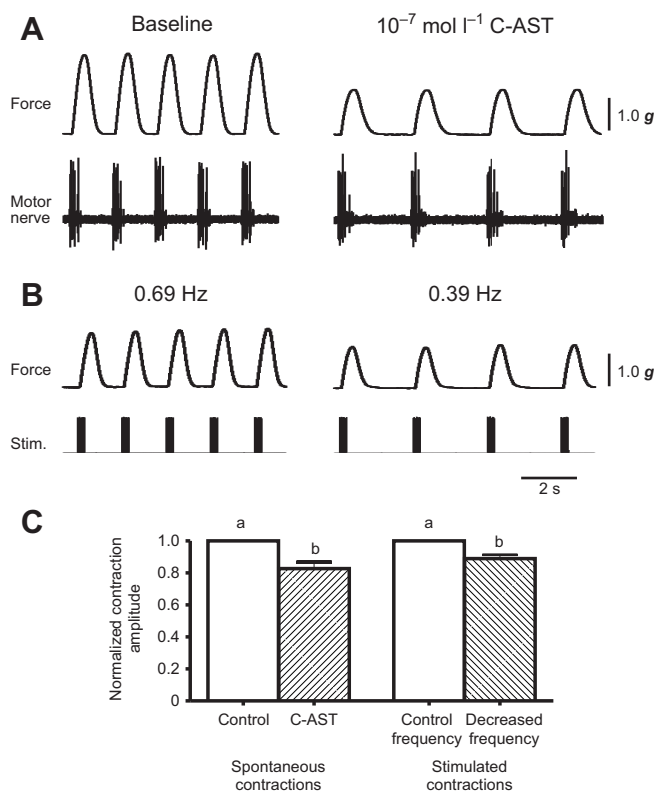 A
Baseline
10⁻⁷ mol l⁻¹ C-AST
Force
1.0 g
Motor
nerve
B
0.69 Hz
0.39 Hz
Force
1.0 g
Stim.
2 s
C
Normalized contraction
amplitude
1.0
0.8
0.6
0.4
0.2
0
a
b
a
b
Control
C-AST
Control
frequency
Decreased
frequency
Spontaneous
contractions
Stimulated
contractions